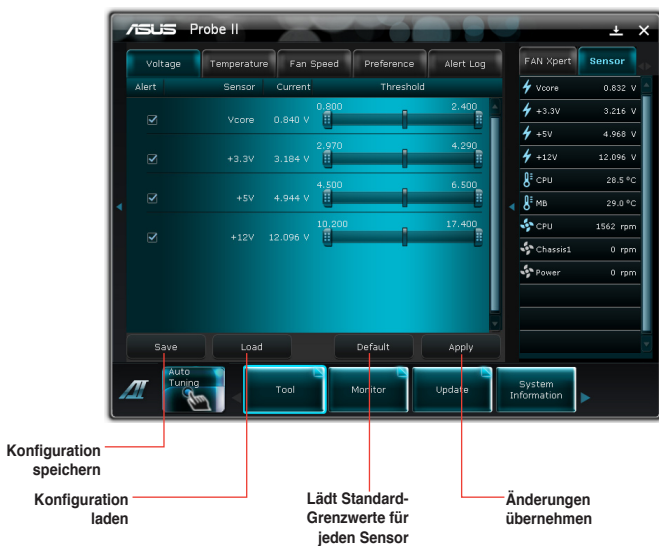 ASUS Probe II
Voltage Temperature Fan Speed Preference Alert Log
Alert Sensor Current Threshold
0.800 2.400
Vcore 0.840 V
2.970 4.290
+3.3V 3.184 V
4.500 6.500
+5V 4.944 V
10.200 17.400
+12V 12.096 V
Save Load Default Apply
FAN Xpert Sensor
Vcore 0.832 V
+3.3V 3.216 V
+5V 4.968 V
+12V 12.096 V
CPU 28.5 °C
MB 29.0 °C
CPU 1562 rpm
Chassis1 0 rpm
Power 0 rpm
Auto
Tuning
Tool
Monitor
Update
System
Information
Konfiguration
speichern
Konfiguration
laden
Lädt Standard-
Grenzwerte für
jeden Sensor
Änderungen
übernehmen